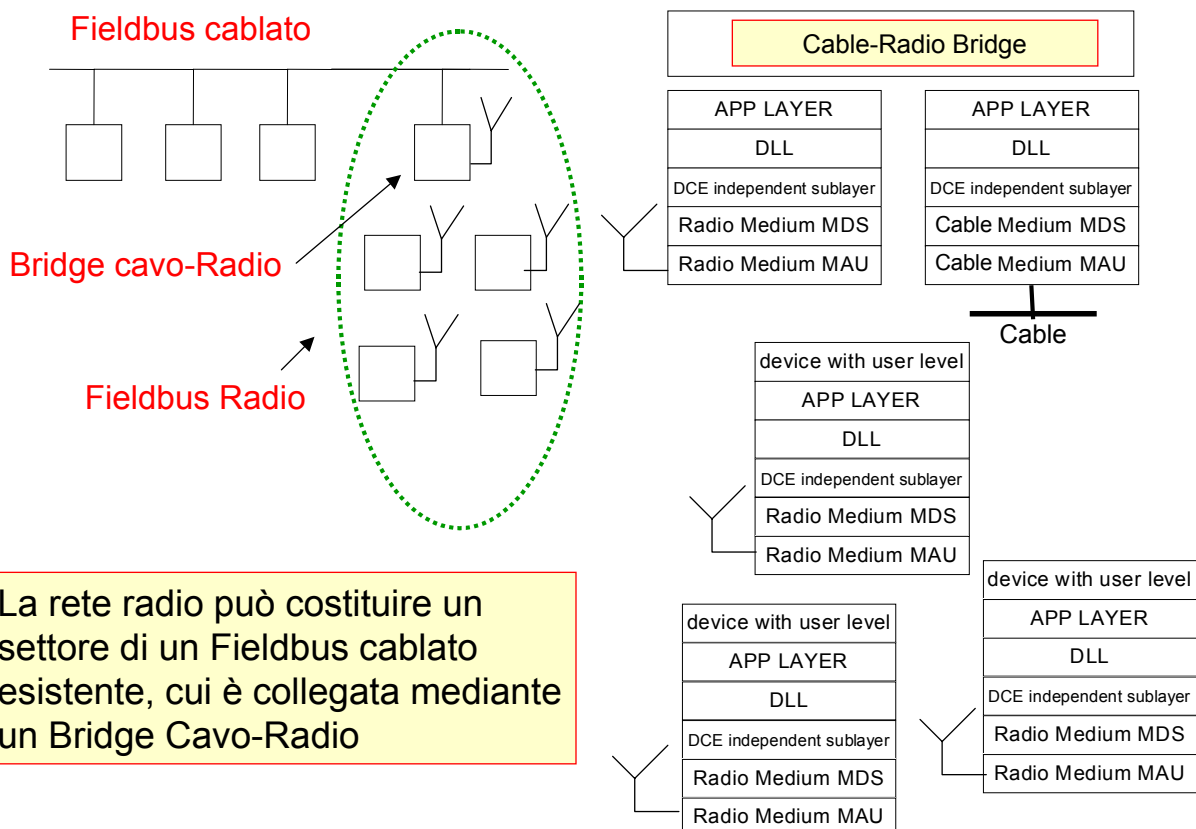 Fieldbus cablato
Bridge cavo-Radio
Fieldbus Radio
La rete radio può costituire un
settore di un Fieldbus cablato
esistente, cui è collegata mediante
un Bridge Cavo-Radio
Cable-Radio Bridge
APP LAYER
DLL
DCE independent sublayer
Radio Medium MDS
Radio Medium MAU
APP LAYER
DLL
DCE independent sublayer
Cable Medium MDS
Cable Medium MAU
Cable
device with user level
APP LAYER
DLL
DCE independent sublayer
Radio Medium MDS
Radio Medium MAU
device with user level
APP LAYER
DLL
DCE independent sublayer
Radio Medium MDS
Radio Medium MAU
device with user level
APP LAYER
DLL
DCE independent sublayer
Radio Medium MDS
Radio Medium MAU